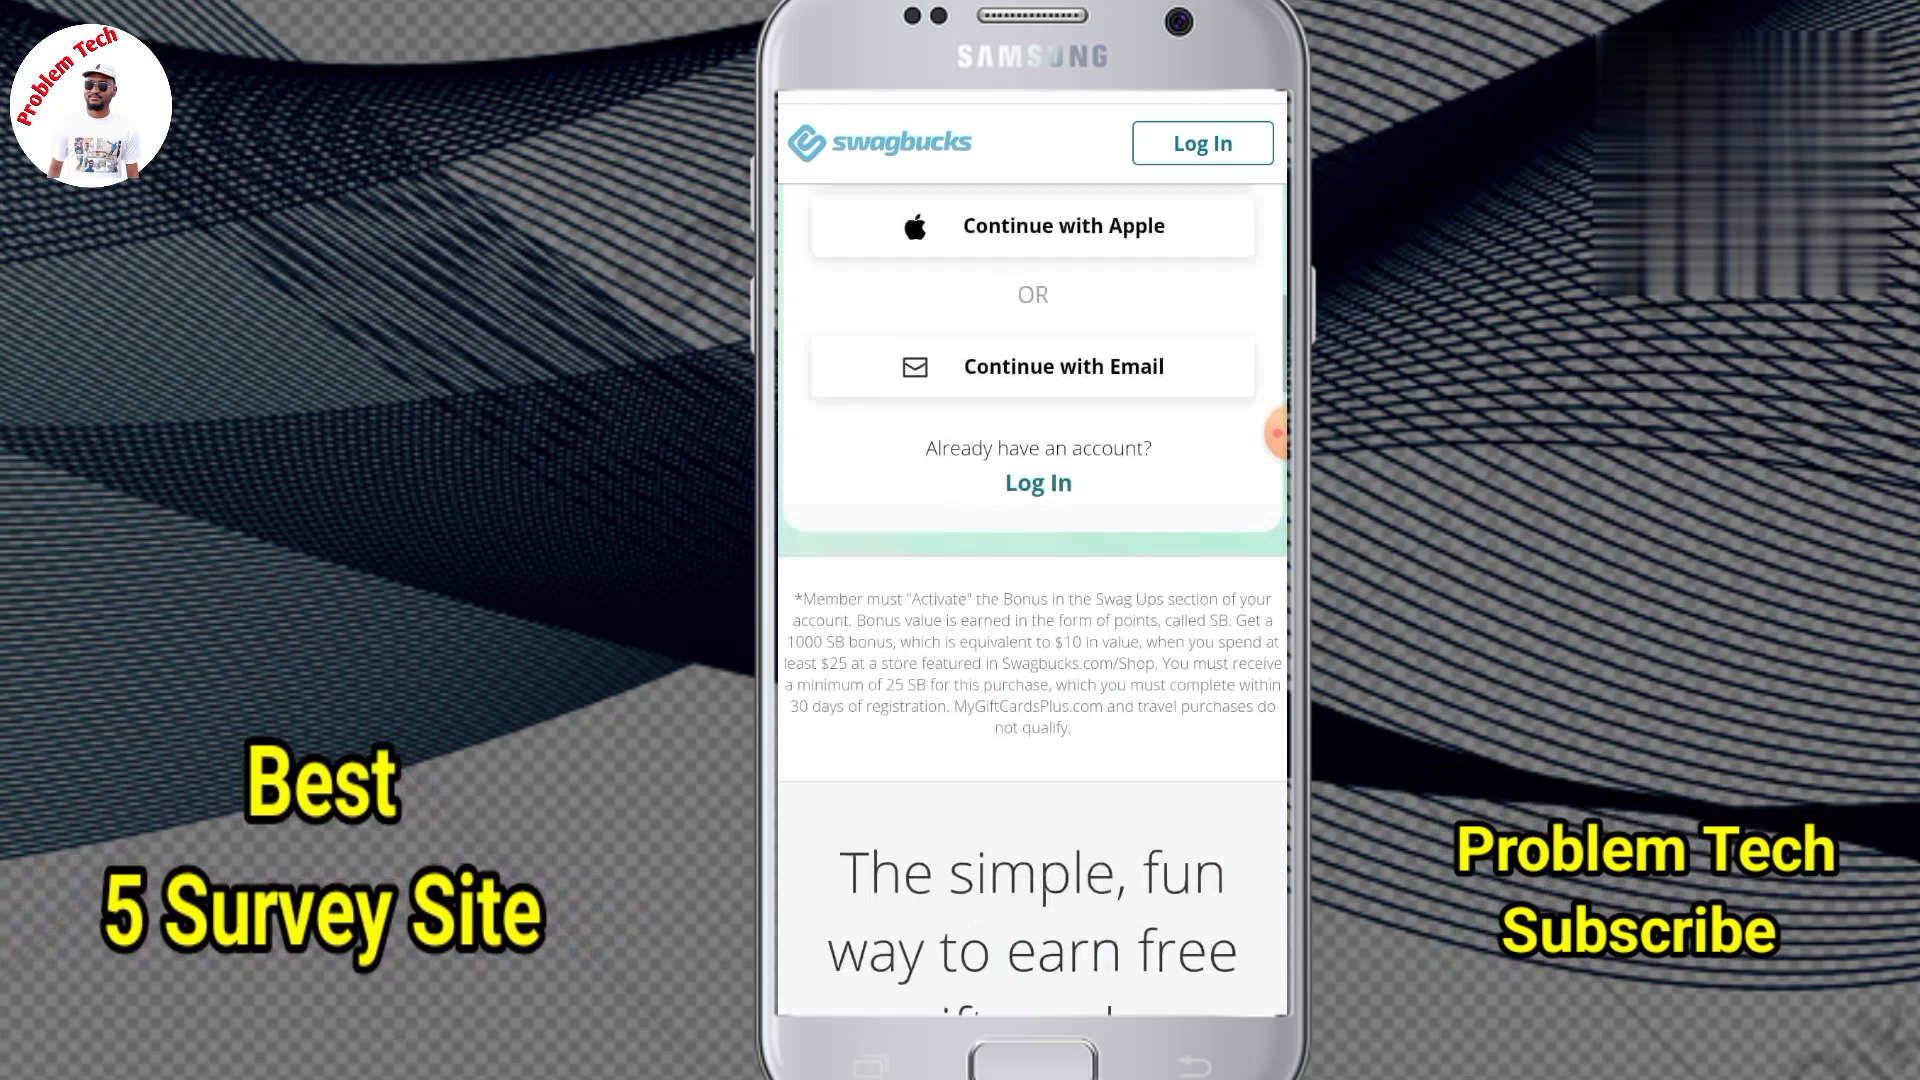 Problem Tech
SAMSUNG
swagbucks
Log In
Continue with Apple
OR
Continue with Email
Already have an account?
Log In
*Member must "Activate" the Bonus in the Swag Ups section of your
account. Bonus value is earned in the form of points, called SB. Get a
1000 SB bonus, which is equivalent to $10 in value, when you spend at
least $25 at a store featured in Swagbucks.com/Shop. You must receive
a minimum of 25 SB for this purchase, which you must complete within
30 days of registration. MyGiftCardsPlus.com and travel purchases do
not qualify.
The simple, fun
way to earn free
Best
5 Survey Site
Problem Tech
Subscribe